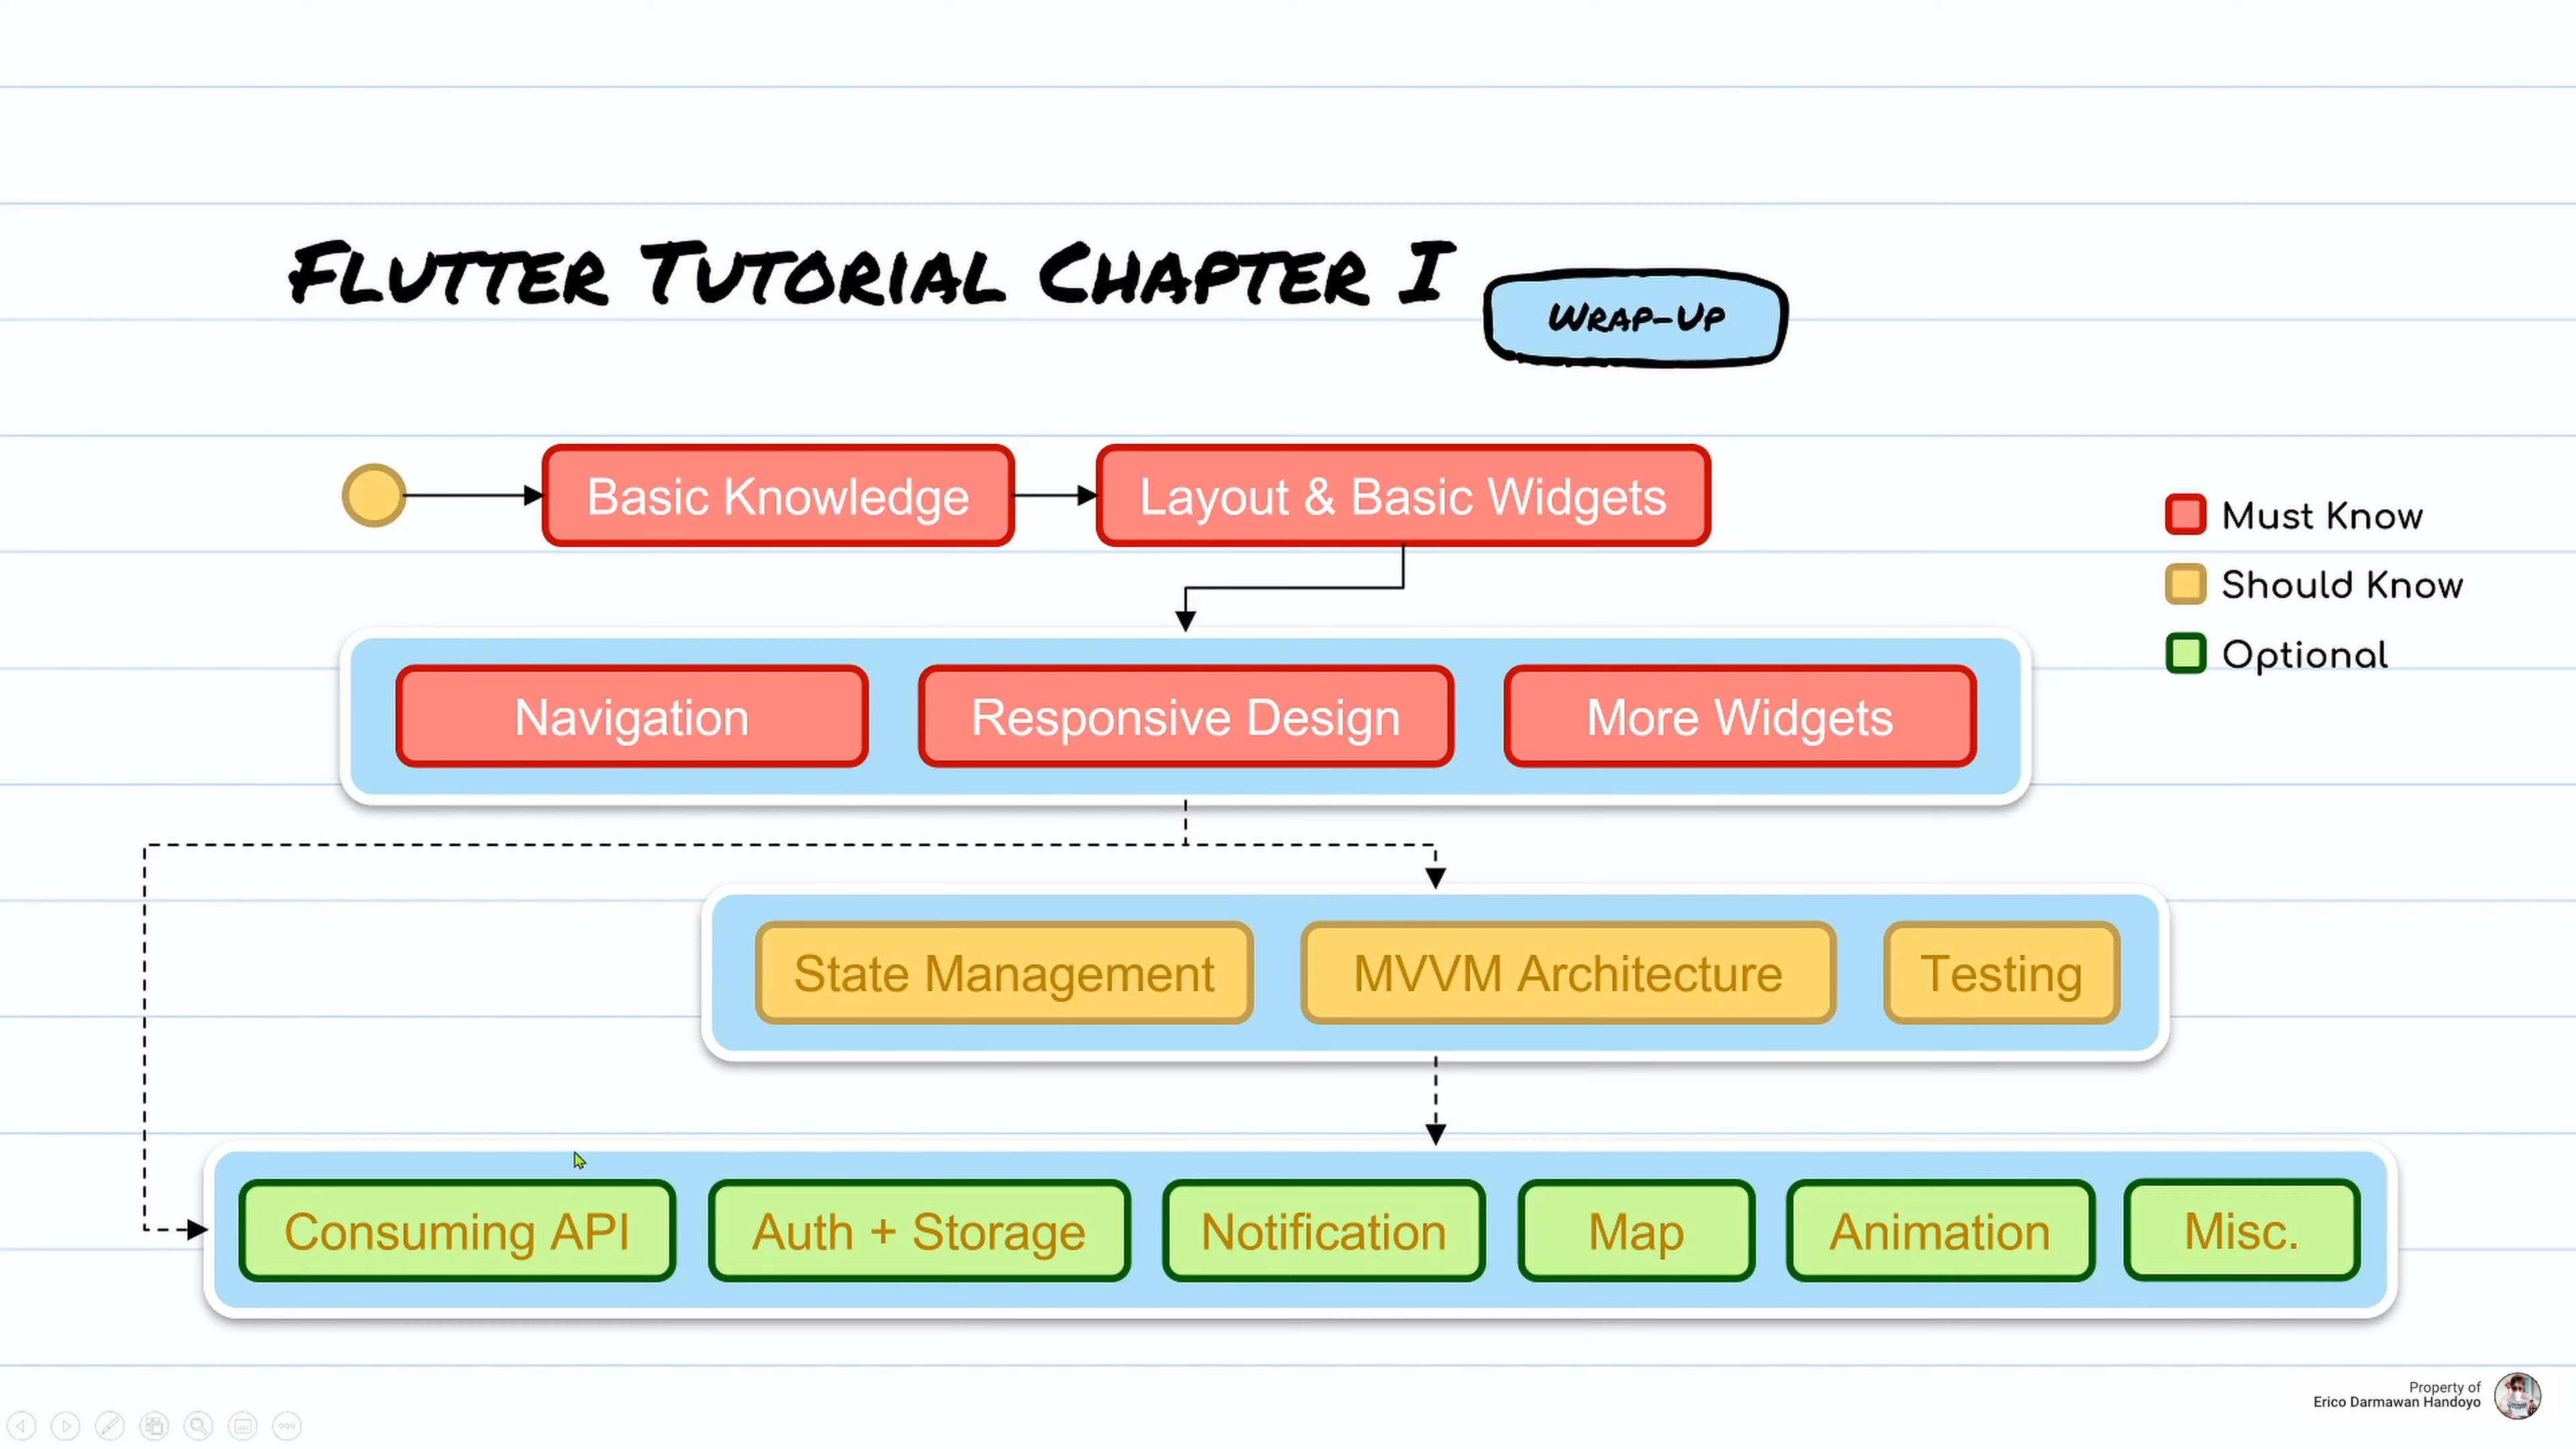 Flutter Tutorial Chapter I
Wrap-Up
Basic Knowledge
Layout & Basic Widgets
Must Know
Should Know
Optional
Navigation
Responsive Design
More Widgets
State Management
MVVM Architecture
Testing
Consuming API
Auth + Storage
Notification
Map
Animation
Misc.
Property of
Erico Darmawan Handoyo